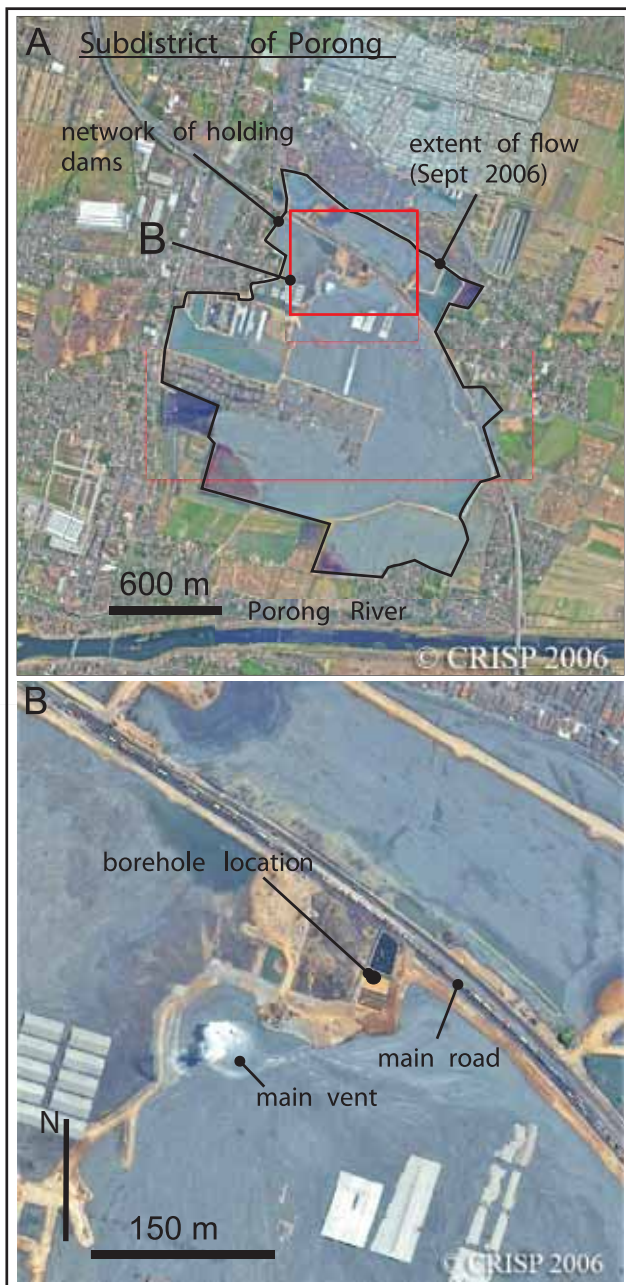 A
Subdistrict of Porong
network of holding
dams
extent of flow
(Sept 2006)
B
600 m
Porong River
© CRISP 2006
B
borehole location
main road
main vent
N
150 m
© CRISP 2006